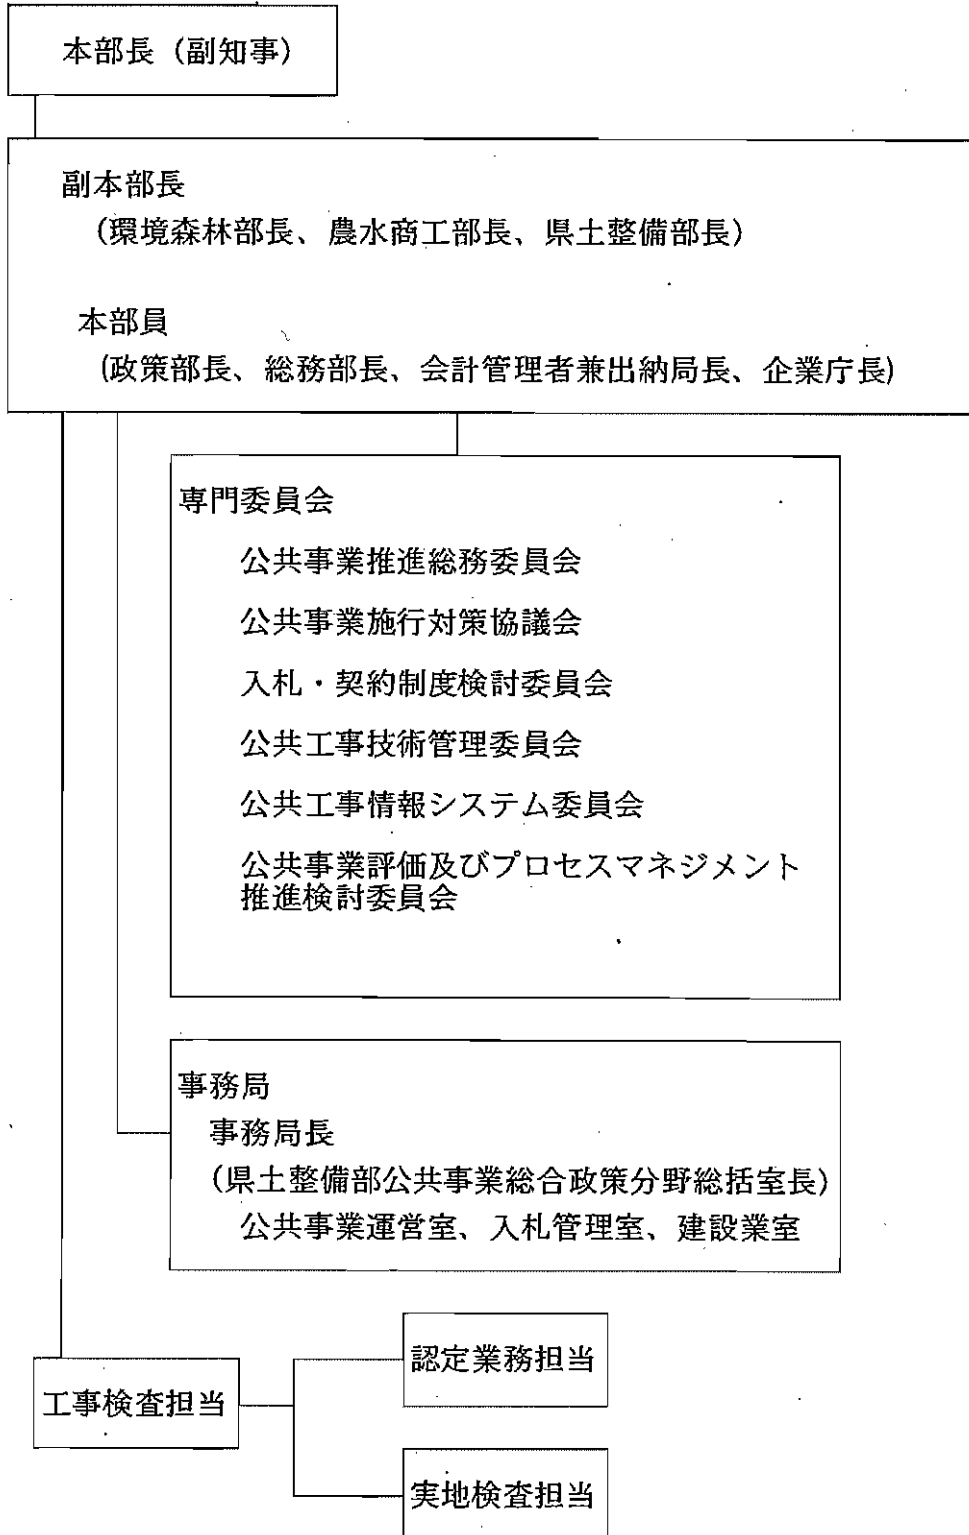 本部長（副知事）
副本部長
（環境森林部長、農水商工部長、県土整備部長）
本部員
（政策部長、総務部長、会計管理者兼出納局長、企業庁長）
専門委員会
公共事業推進総務委員会
公共事業施行対策協議会
入札・契約制度検討委員会
公共工事技術管理委員会
公共工事情報システム委員会
公共事業評価及びプロセスマネジメント
推進検討委員会
事務局
事務局長
（県土整備部公共事業総合政策分野総括室長）
公共事業運営室、入札管理室、建設業室
認定業務担当
工事検査担当
実地検査担当